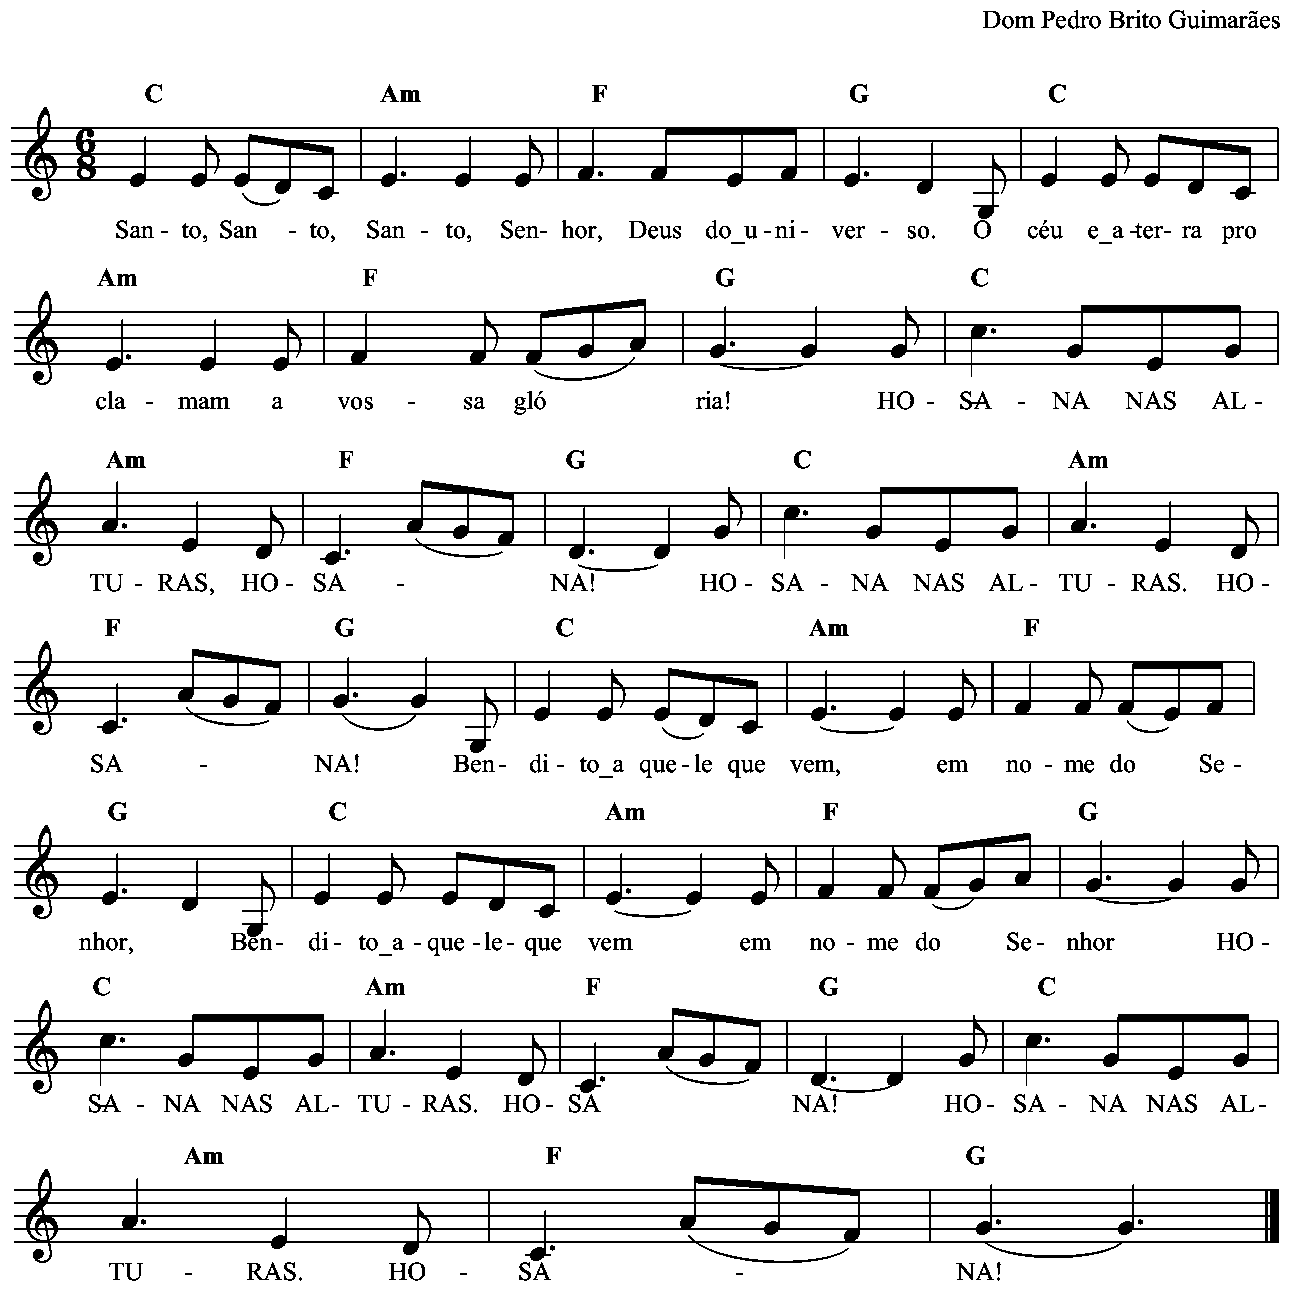 Dom Pedro Brito Guimarães
C Am F G C
6
8
San - to, San - to, San - to, Sen- hor, Deus do_u - ni - ver - so. O céu e_a -ter- ra pro
Am F G C
cla - mam a vos - sa gló ria! HO - SA - NA NAS AL-
Am F G C Am
TU - RAS, HO- SA - NA! HO - SA - NA NAS AL - TU - RAS. HO-
F G C Am F
SA - NA! Ben- di - to_a que - le que vem, em no - me do Se -
G C Am F G
nhor, Ben- di - to_a - que - le- que vem em no - me do Se- nhor HO -
C Am F G C
SA - NA NAS AL- TU - RAS. HO- SA NA! HO - SA - NA NAS AL-
Am F G
TU - RAS. HO - SA - NA!